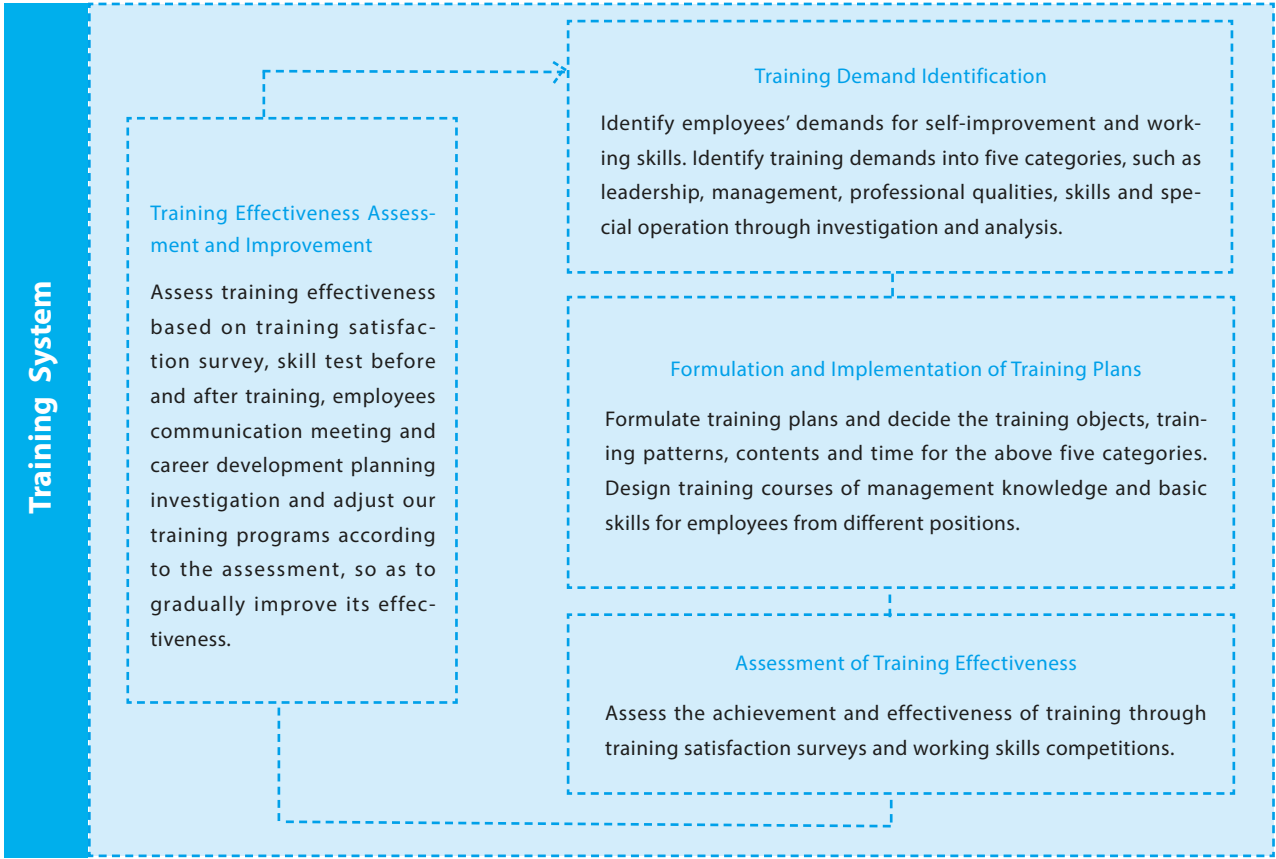 Training System
Training Effectiveness Assess-
ment and Improvement
Assess training effectiveness
based on training satisfac-
tion survey, skill test before
and after training, employees
communication meeting and
career development planning
investigation and adjust our
training programs according
to the assessment, so as to
gradually improve its effec-
tiveness.
Training Demand Identification
Identify employees’ demands for self-improvement and work-
ing skills. Identify training demands into five categories, such as
leadership, management, professional qualities, skills and spe-
cial operation through investigation and analysis.
Formulation and Implementation of Training Plans
Formulate training plans and decide the training objects, train-
ing patterns, contents and time for the above five categories.
Design training courses of management knowledge and basic
skills for employees from different positions.
Assessment of Training Effectiveness
Assess the achievement and effectiveness of training through
training satisfaction surveys and working skills competitions.